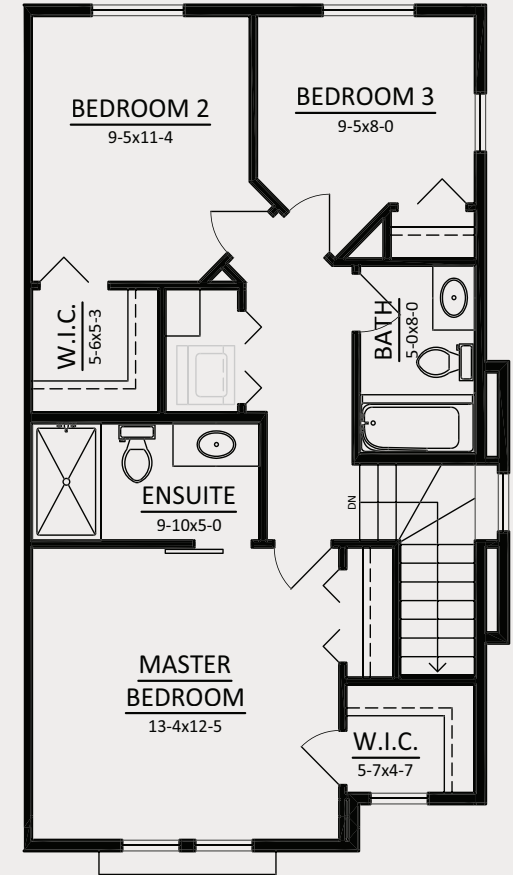 BEDROOM 2
9-5x11-4
BEDROOM 3
9-5x8-0
W.I.C.
5-6x5-3
BATH
5-0x8-0
ENSUITE
9-10x5-0
DN
MASTER
BEDROOM
13-4x12-5
W.I.C.
5-7x4-7